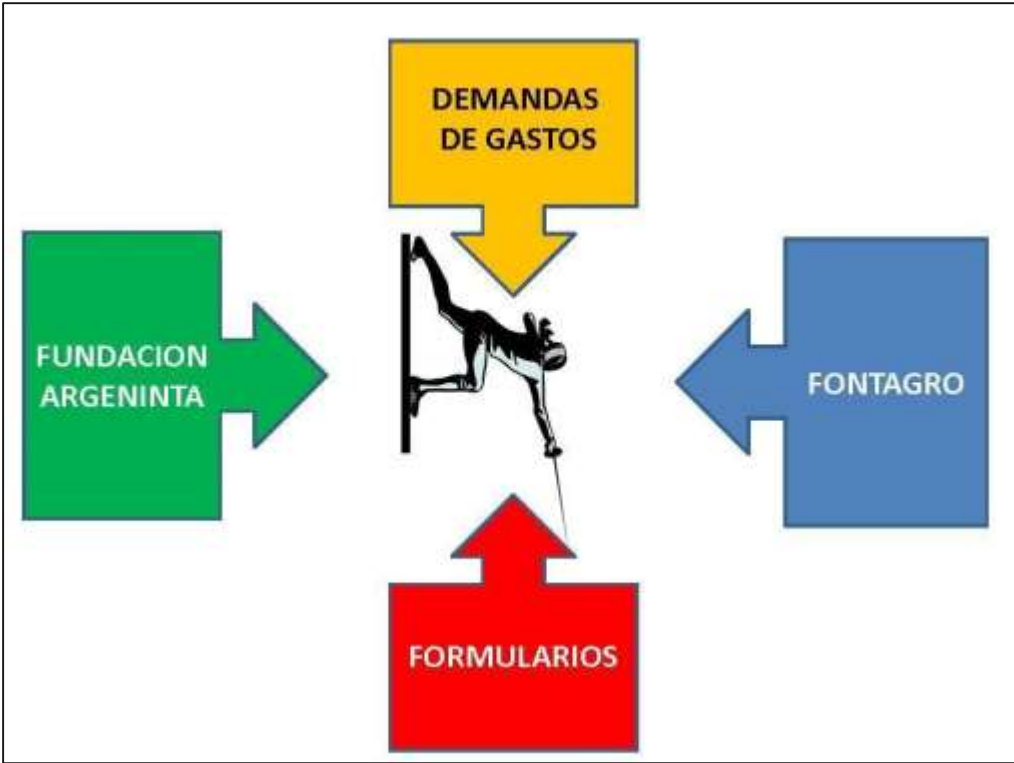 DEMANDAS
DE GASTOS
FUNDACION
ARGENINTA
FONTAGRO
FORMULARIOS